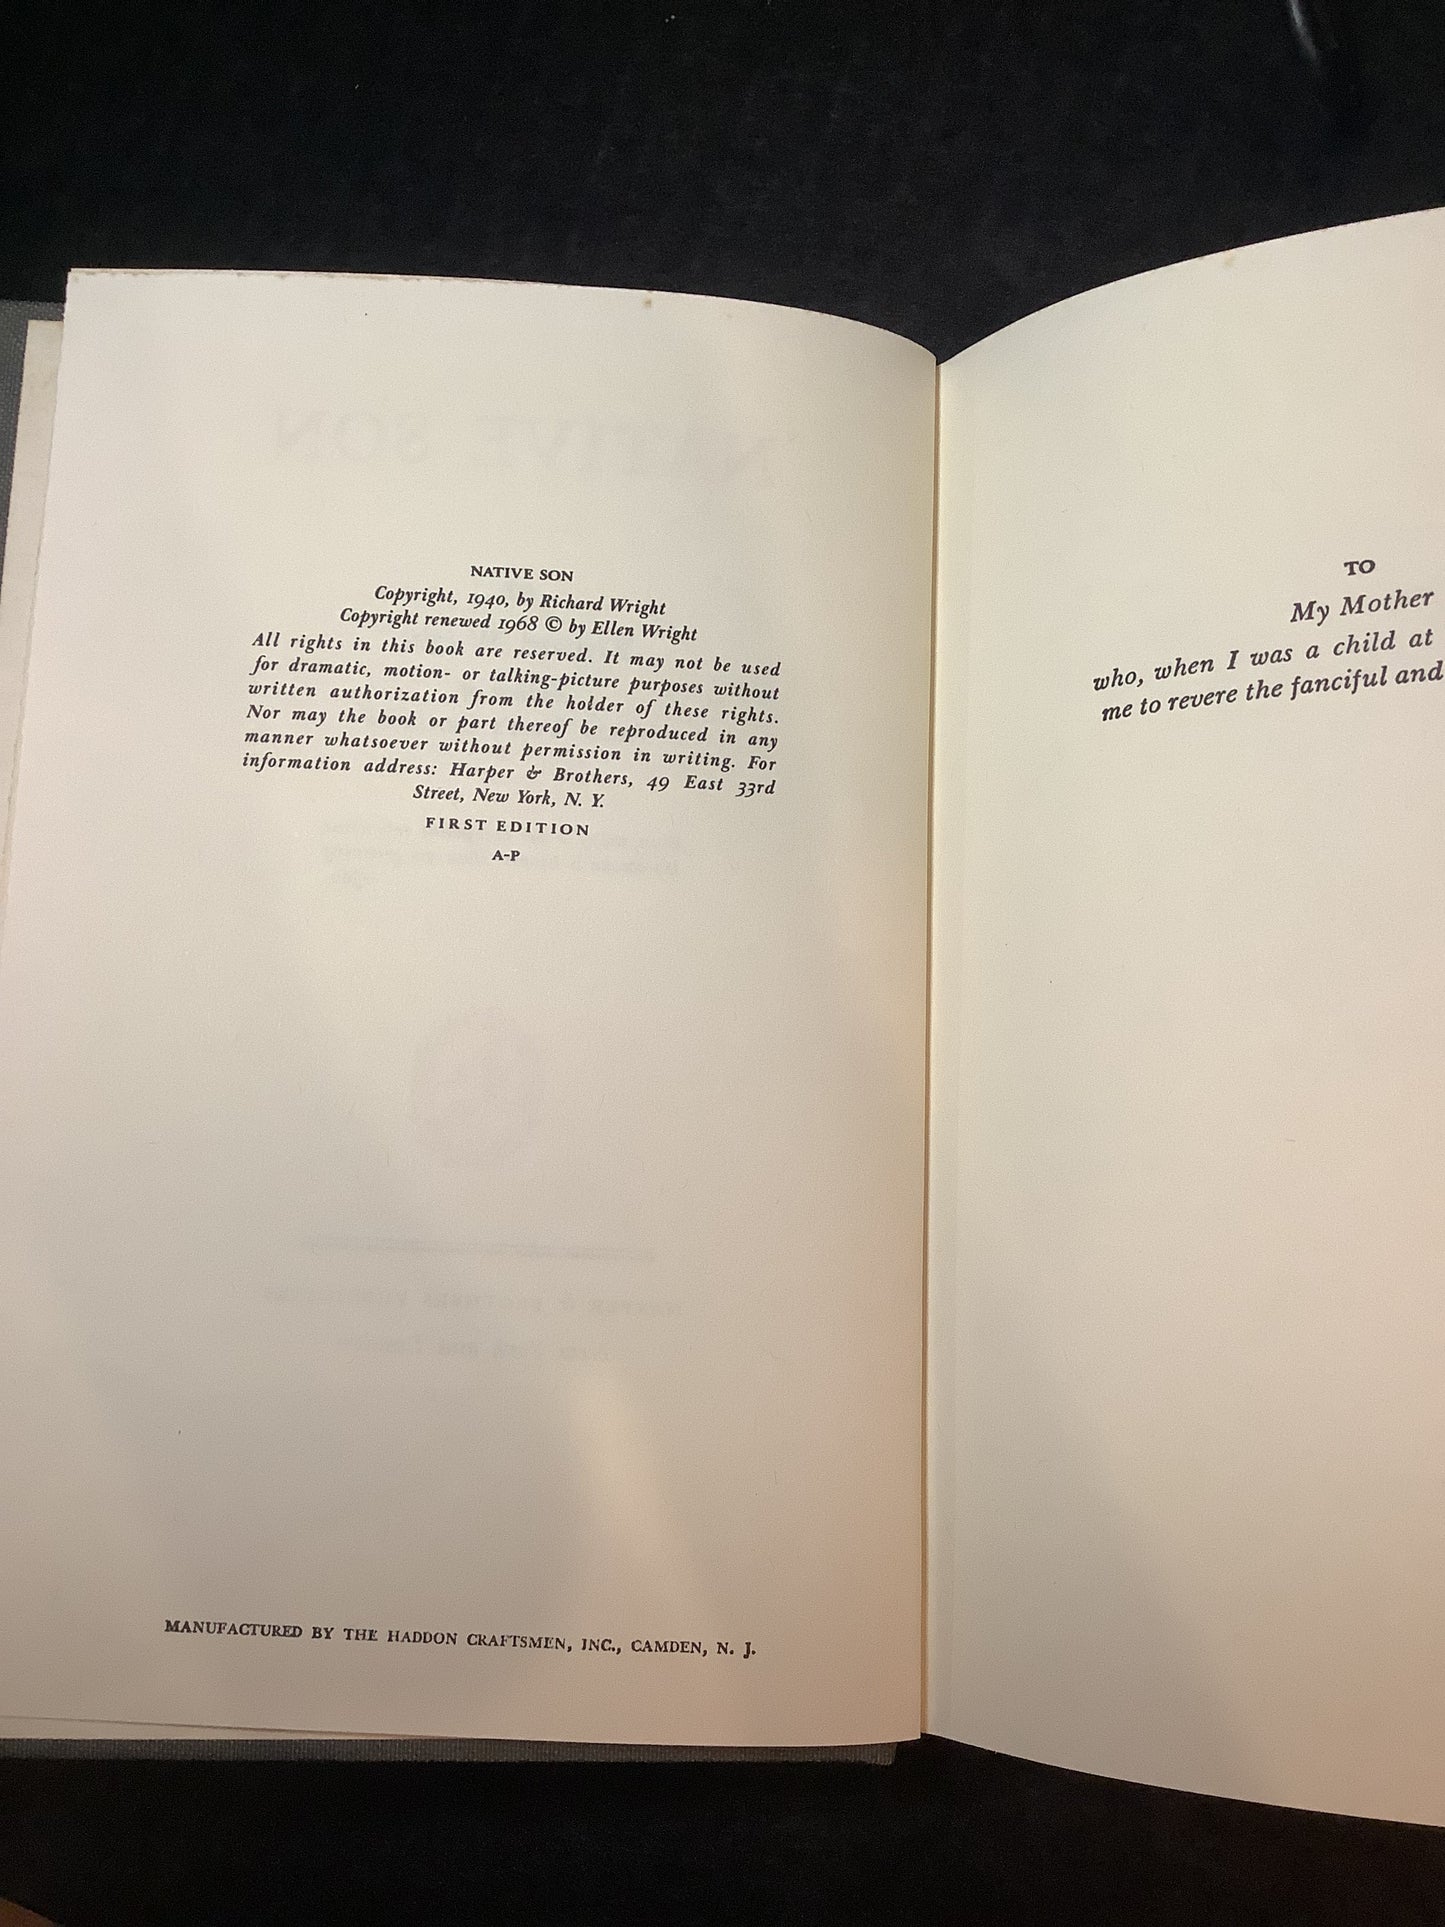 NATIVE SON
Copyright, 1940, by Richard Wright
Copyright renewed 1968 © by Ellen Wright
All rights in this book are reserved. It may not be used
for dramatic, motion- or talking-picture purposes without
written authorization from the holder of these rights.
Nor may the book or part thereof be reproduced in any
manner whatsoever without permission in writing. For
information address: Harper & Brothers, 49 East 33rd
Street, New York, N. Y.
FIRST EDITION
A-P
MANUFACTURED BY THE HADDON CRAFTSMEN, INC., CAMDEN, N. J.
TO
My Mother
who, when I was a child at
me to revere the fanciful and